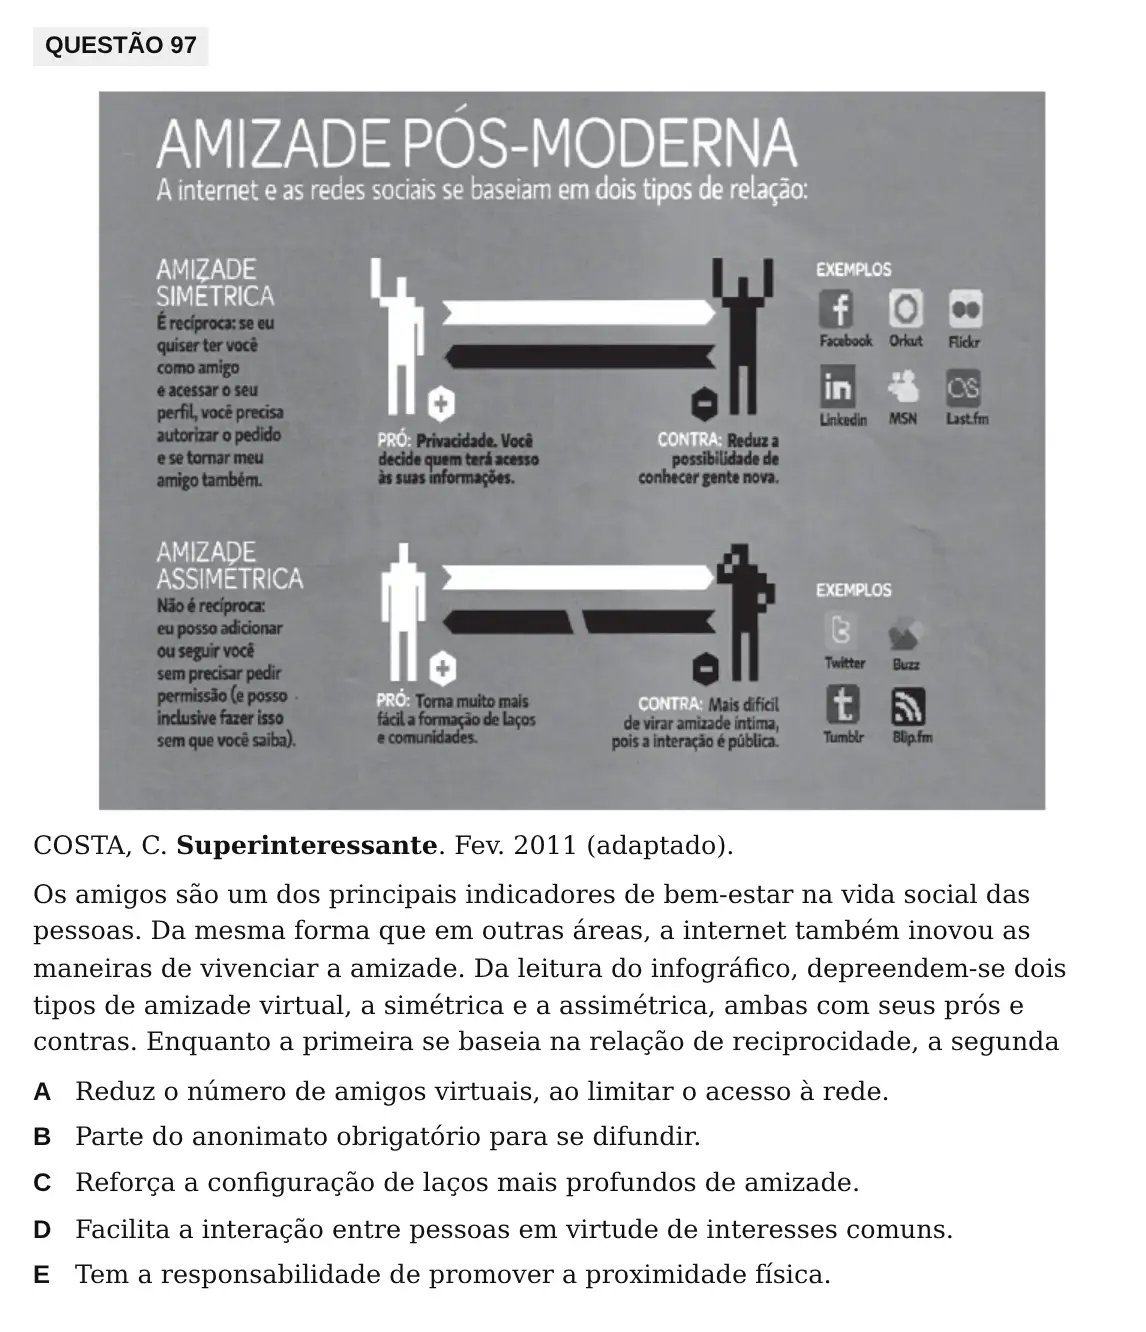 QUESTÃO 97
AMIZADE PÓS-MODERNA
A internet e as redes sociais se baseiam em dois tipos de relação:
AMIZADE
SIMÉTRICA
É recíproca: se eu
quiser ter você
como amigo
e acessar o seu
perfil, você precisa
autorizar o pedido
e se tornar meu
amigo também.
PRÓ: Privacidade. Você
decide quem terá acesso
às suas informações.
CONTRA: Reduz a
possibilidade de
conhecer gente nova.
EXEMPLOS
Facebook Orkut Flickr
Linkedin MSN Last.fm
AMIZADE
ASSIMÉTRICA
Não é recíproca:
eu posso adicionar
ou seguir você
sem precisar pedir
permissão (e posso
inclusive fazer isso
sem que você saiba).
PRÓ: Torna muito mais
fácil a formação de laços
e comunidades.
CONTRA: Mais difícil
de virar amizade íntima,
pois a interação é pública.
EXEMPLOS
Twitter Buzz
Tumblr Blip.fm
COSTA, C. Superinteressante. Fev. 2011 (adaptado).
Os amigos são um dos principais indicadores de bem-estar na vida social das
pessoas. Da mesma forma que em outras áreas, a internet também inovou as
maneiras de vivenciar a amizade. Da leitura do infográfico, depreendem-se dois
tipos de amizade virtual, a simétrica e a assimétrica, ambas com seus prós e
contras. Enquanto a primeira se baseia na relação de reciprocidade, a segunda
A Reduz o número de amigos virtuais, ao limitar o acesso à rede.
B Parte do anonimato obrigatório para se difundir.
C Reforça a configuração de laços mais profundos de amizade.
D Facilita a interação entre pessoas em virtude de interesses comuns.
E Tem a responsabilidade de promover a proximidade física.